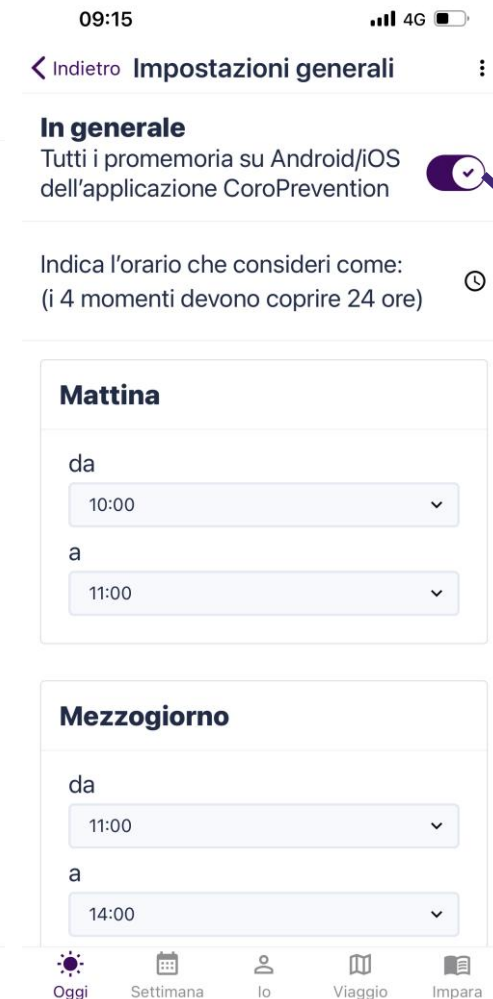 09:15 4G
Indietro Impostazioni generali
In generale
Tutti i promemoria su Android/iOS
dell'applicazione CoroPrevention
Indica l'orario che consideri come:
(i 4 momenti devono coprire 24 ore)
Mattina
da
10:00
a
11:00
Mezzogiorno
da
11:00
a
14:00
Oggi Settimana Io Viaggio Impara